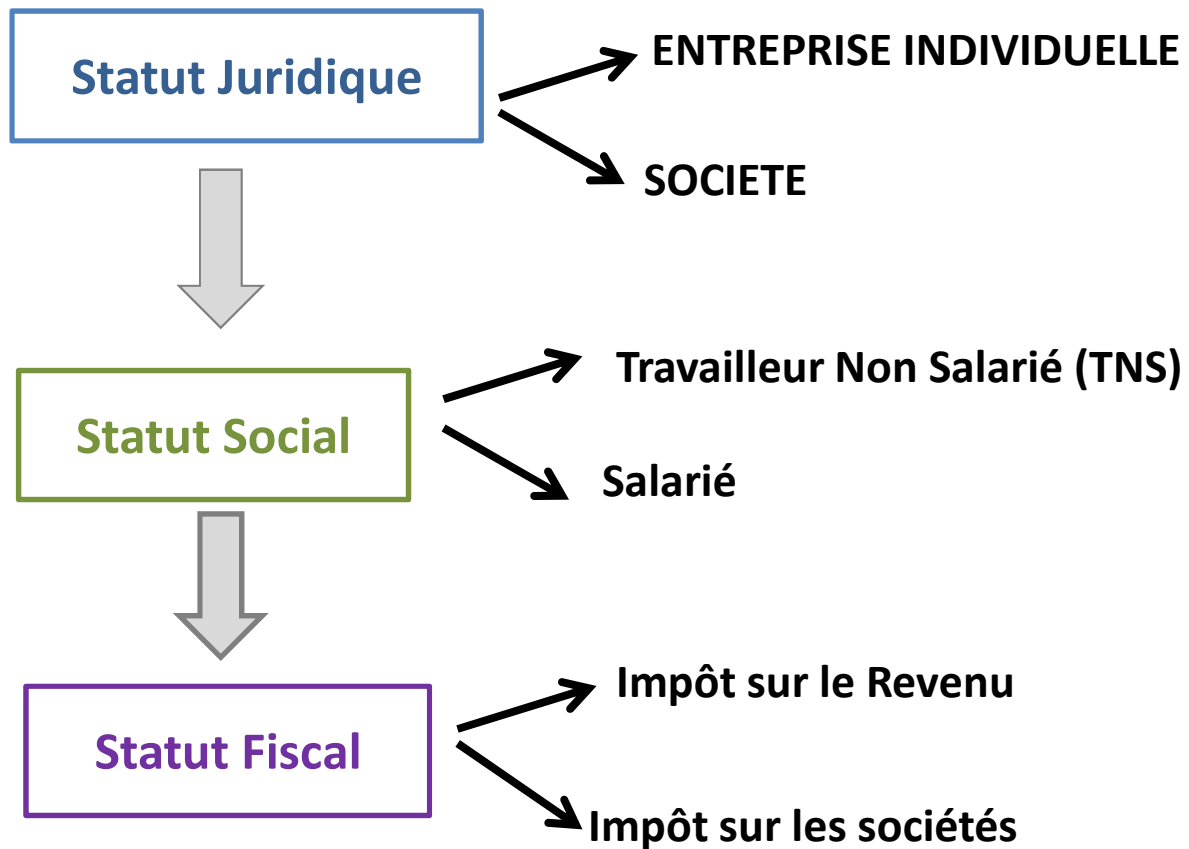 Statut Juridique
ENTREPRISE INDIVIDUELLE
SOCIETE
Statut Social
Travailleur Non Salarié (TNS)
Salarié
Statut Fiscal
Impôt sur le Revenu
Impôt sur les sociétés